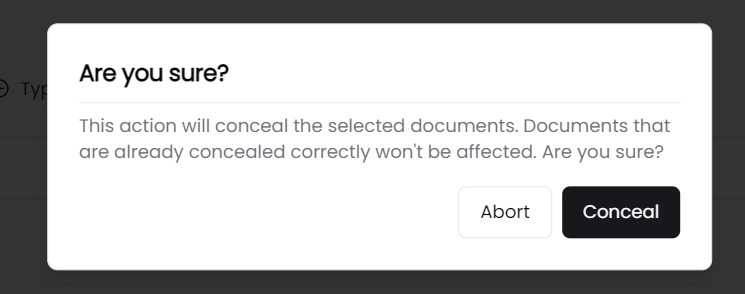 Are you sure?
Typ
This action will conceal the selected documents. Documents that
are already concealed correctly won't be affected. Are you sure?
Abort
Conceal